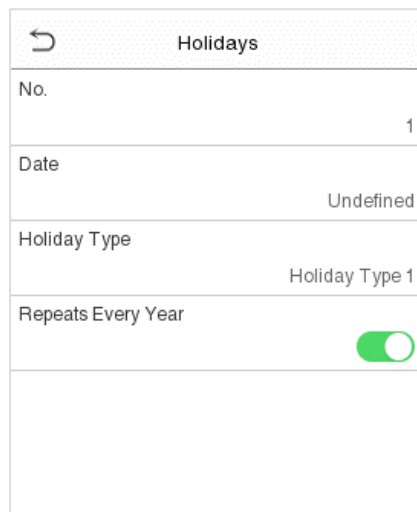 Holidays
No.
1
Date
Undefined
Holiday Type
Holiday Type 1
Repeats Every Year